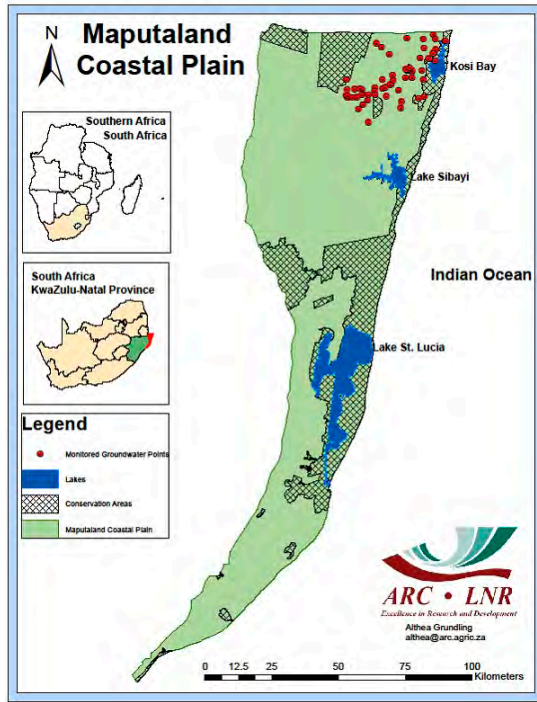 N
Maputaland
Coastal Plain
Kosi Bay
Southern Africa
South Africa
Lake Sibayi
South Africa
KwaZulu-Natal Province
Indian Ocean
Lake St. Lucia
Legend
Monitored Groundwater Points
Lakes
Conservation Areas
Maputaland Coastal Plain
ARC • LNR
Excellence in Research and Development
Althea Grundling
althea@arc.agric.za
0 12.5 25 50 75 100
Kilometers